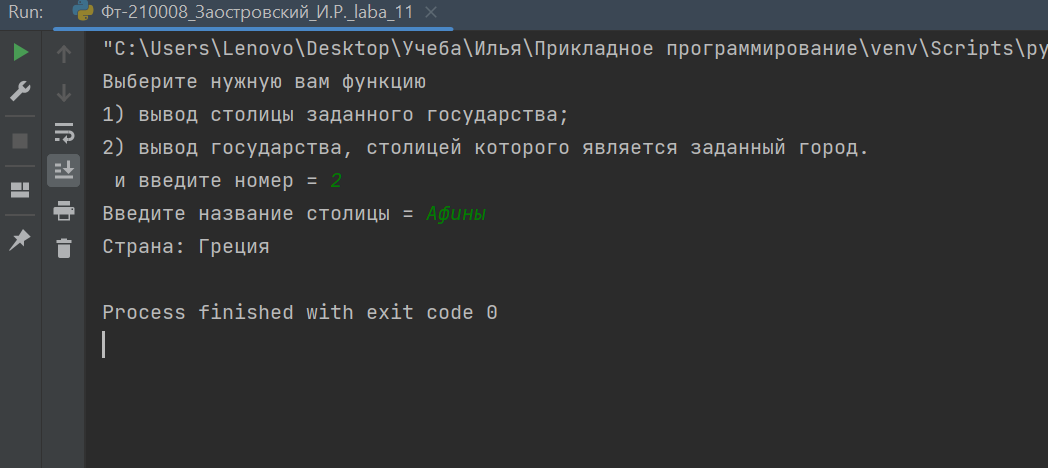 Run: Фт-210008_Заостровский_И.Р._laba_11
"C:\Users\Lenovo\Desktop\Учеба\Илья\Прикладное программирование\venv\Scripts\py
Выберите нужную вам функцию
1) вывод столицы заданного государства;
2) вывод государства, столицей которого является заданный город.
и введите номер = 2
Введите название столицы = Афины
Страна: Греция
Process finished with exit code 0